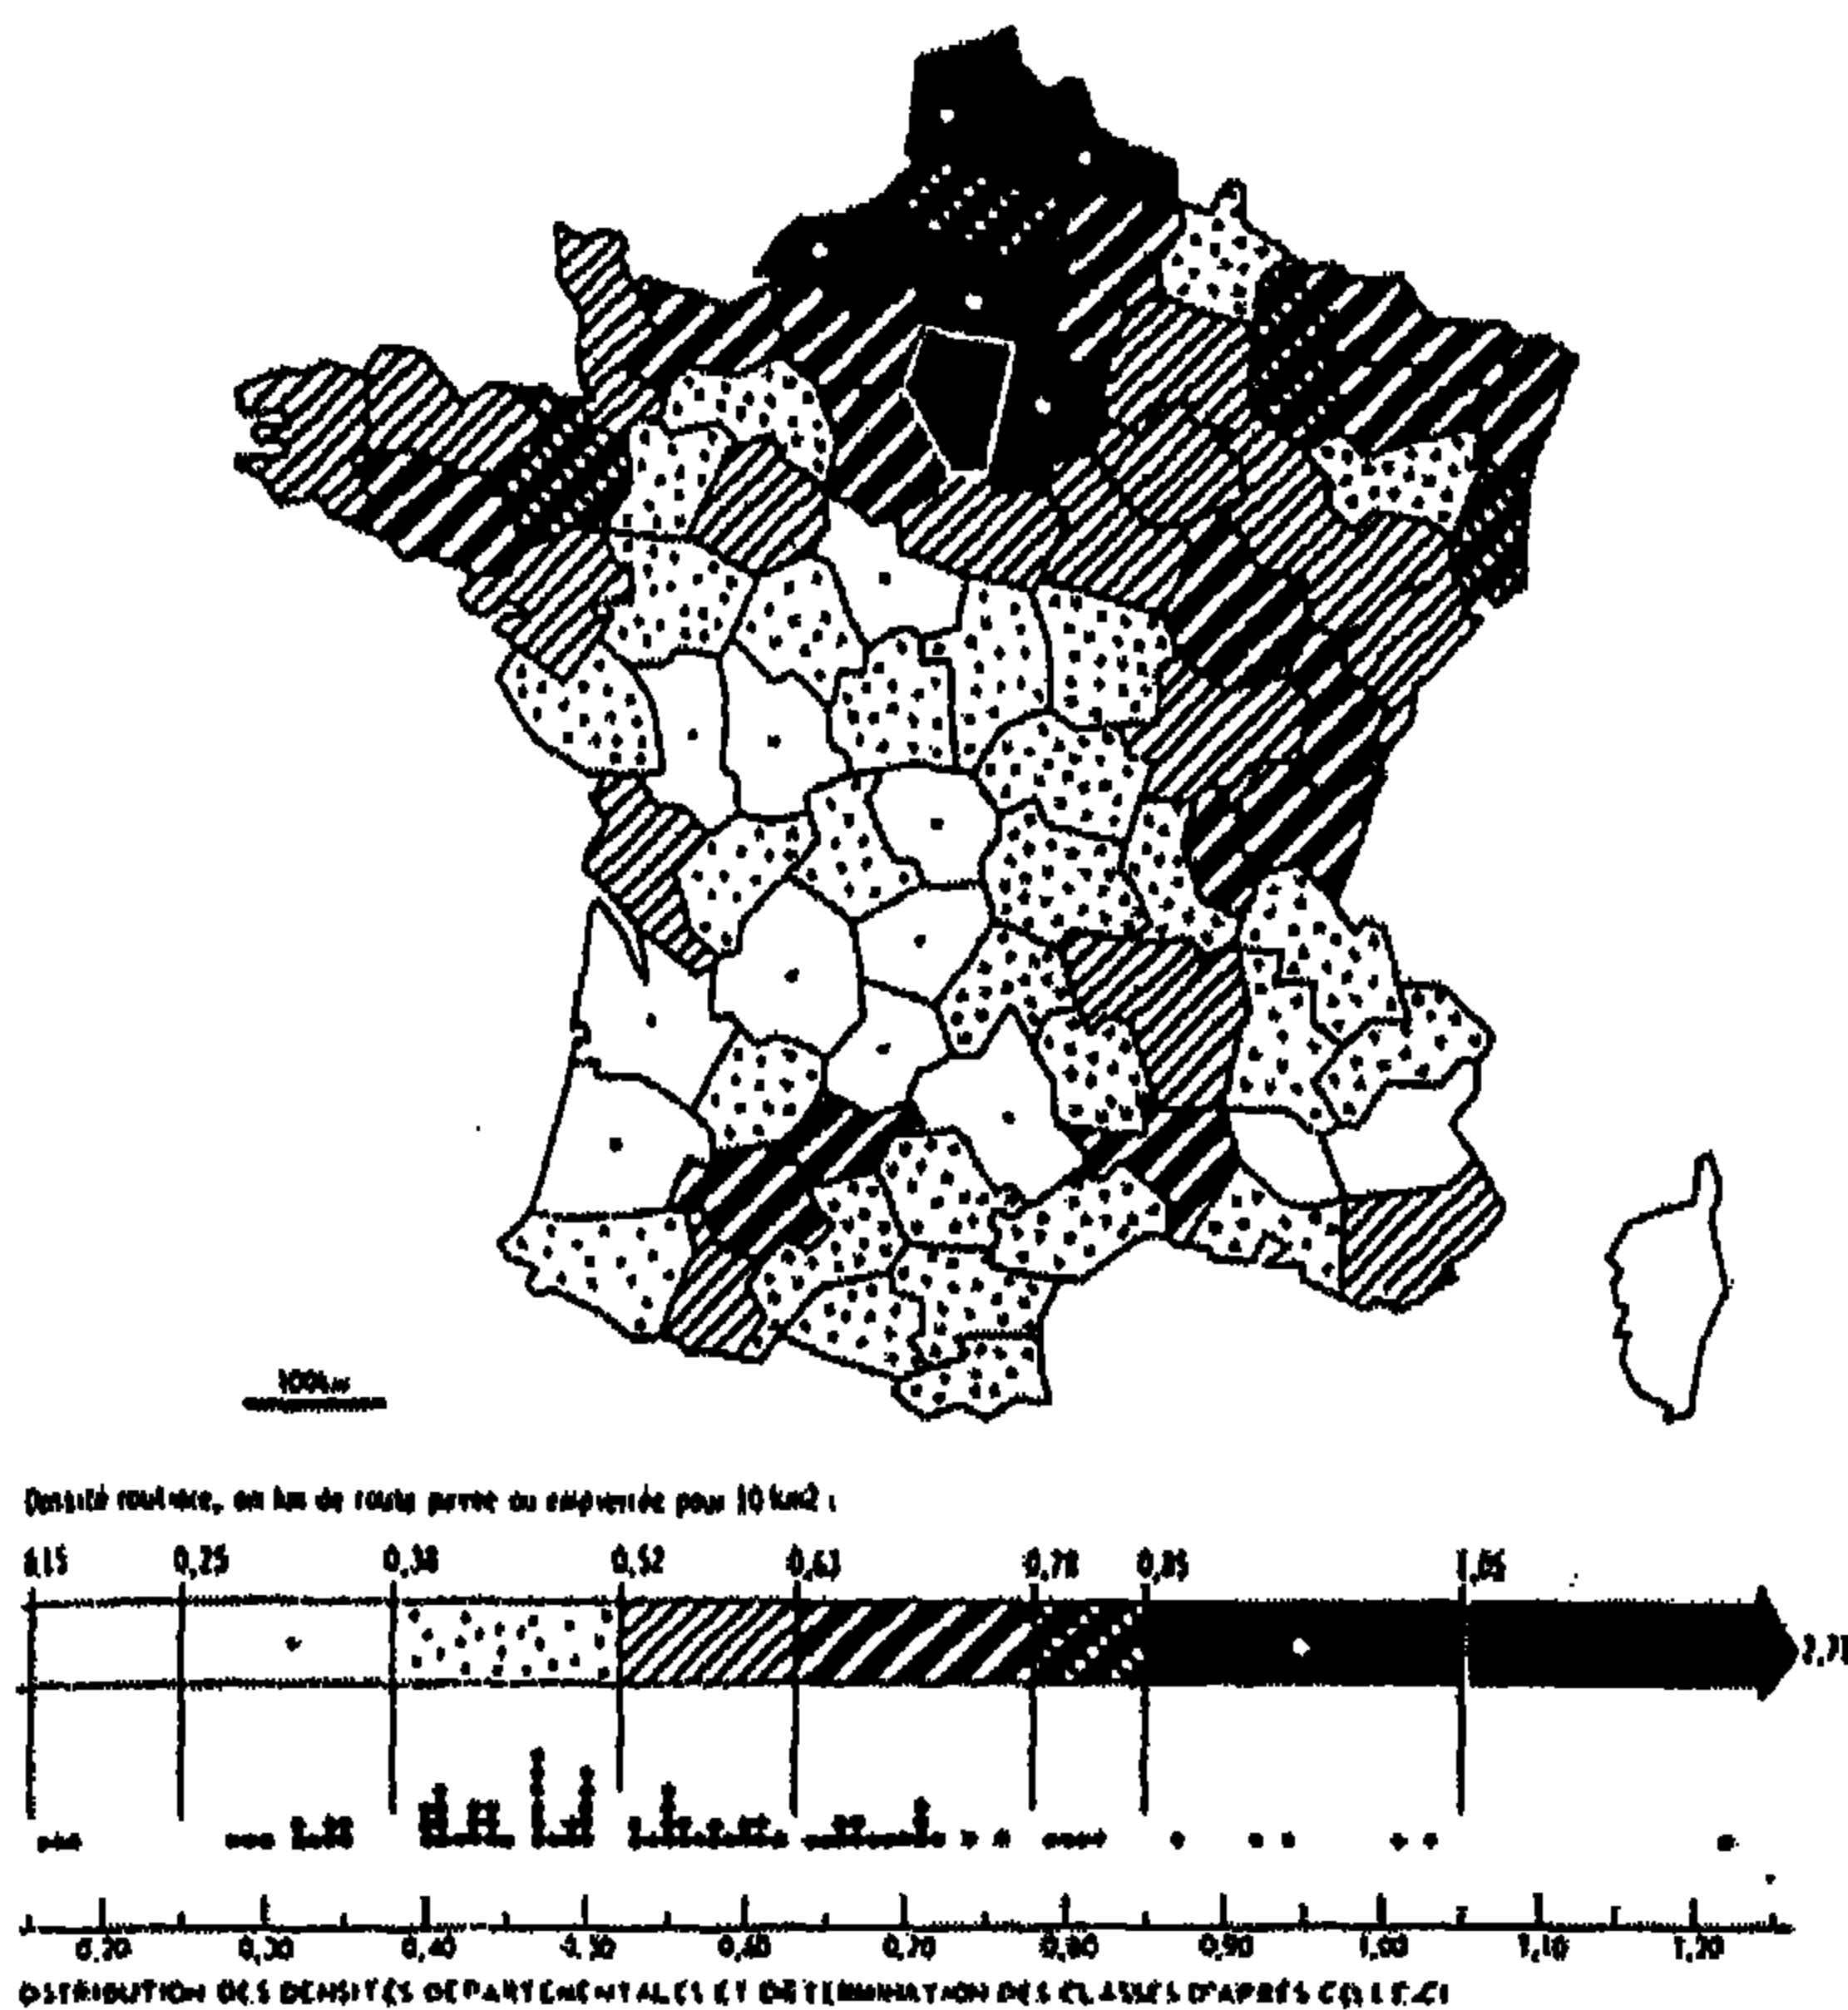 100km
Densité routière, en km de route pavée ou empierrée pour 10 km2 :
0,15 0,25 0,38 0,52 0,63 0,78 0,85 1,05
0,20 0,30 0,40 0,50 0,60 0,70 0,80 0,90 1,00 1,10 1,20
DISTRIBUTION DES DENSITÉS DÉPARTEMENTALES ET DÉTERMINATION DES CLASSES D'APRÈS CELLE-CI